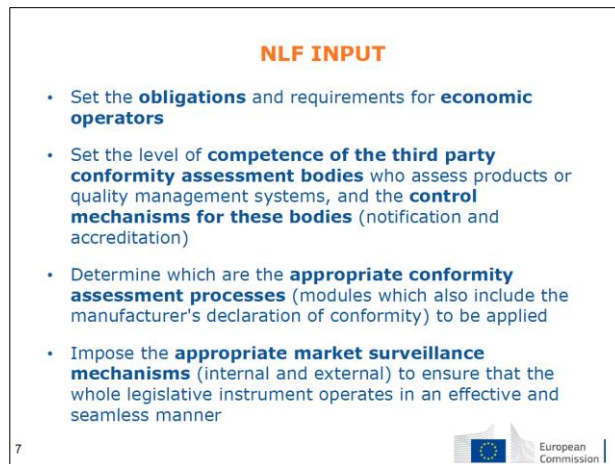 NLF INPUT
• Set the obligations and requirements for economic
operators
• Set the level of competence of the third party
conformity assessment bodies who assess products or
quality management systems, and the control
mechanisms for these bodies (notification and
accreditation)
• Determine which are the appropriate conformity
assessment processes (modules which also include the
manufacturer's declaration of conformity) to be applied
• Impose the appropriate market surveillance
mechanisms (internal and external) to ensure that the
whole legislative instrument operates in an effective and
seamless manner
7
European
Commission